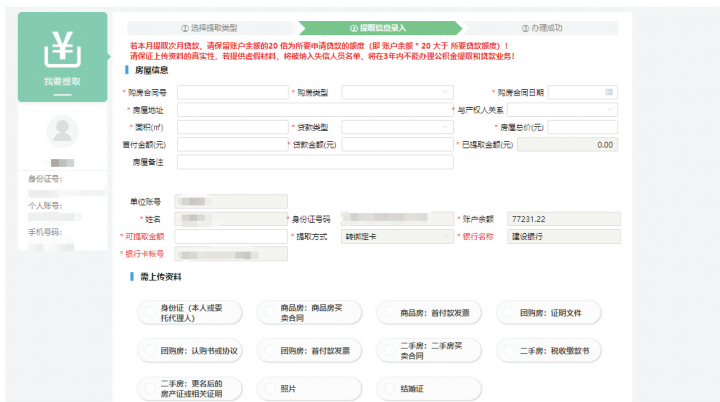 ① 选择提取类型
② 提取信息录入
③ 办理成功
我要提取
若本月提取次月贷款，请保留账户余额的20 倍为所要申请贷款的额度（即 账户余额 * 20 大于 所要贷款额度）！
请保证上传资料的真实性，若提供虚假材料，将被纳入失信人员名单，将在3年内不能办理公积金提取和贷款业务！
房屋信息
* 购房合同号 * 购房类型 * 购房合同日期
* 房屋地址 * 与产权人关系
* 面积(㎡) * 贷款类型 * 房屋总价(元)
首付金额(元) * 贷款金额(元) * 已提取金额(元) 0.00
房屋备注
身份证号:
个人账号:
手机号码:
单位账号
* 姓名 * 身份证号码 * 账户余额 77231.22
* 可提取金额 * 提取方式 转绑定卡 * 银行名称 建设银行
* 银行卡帐号
需上传资料
身份证（本人或委
托代理人）
商品房：商品房买
卖合同
商品房：首付款发票
团购房：证明文件
团购房：认购书或协议
团购房：首付款发票
二手房：二手房买
卖合同
二手房：税收缴款书
二手房：更名后的
房产证或相关证明
照片
结婚证